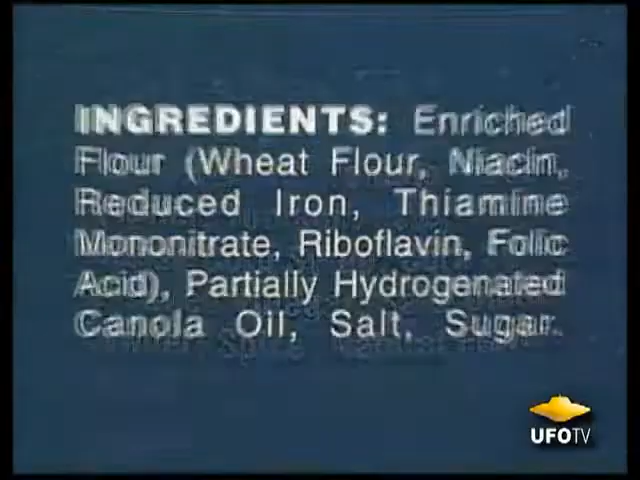 INGREDIENTS: Enriched
Flour (Wheat Flour, Niacin,
Reduced Iron, Thiamine
Mononitrate, Riboflavin, Folic
Acid), Partially Hydrogenated
Canola Oil, Salt, Sugar.
UFOTV